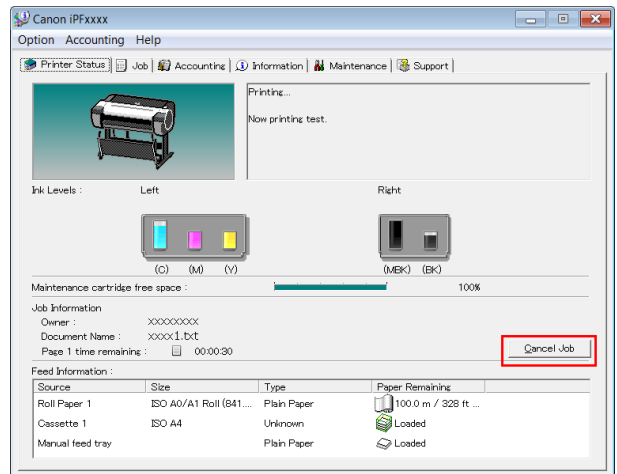 Canon iPFxxxx
Option Accounting Help
Printer Status Job Accounting Information Maintenance Support
Printing...
Now printing test.
Ink Levels : Left Right
(C) (M) (Y) (MBK) (BK)
Maintenance cartridge free space : 100%
Job Information
Owner : XXXXXXXX
Document Name : xxxx1.txt
Page 1 time remaining : 00:00:30
Cancel Job
Feed Information :
Source Size Type Paper Remaining
Roll Paper 1 ISO A0/A1 Roll (841.... Plain Paper 100.0 m / 328 ft ...
Cassette 1 ISO A4 Unknown Loaded
Manual feed tray Plain Paper Loaded